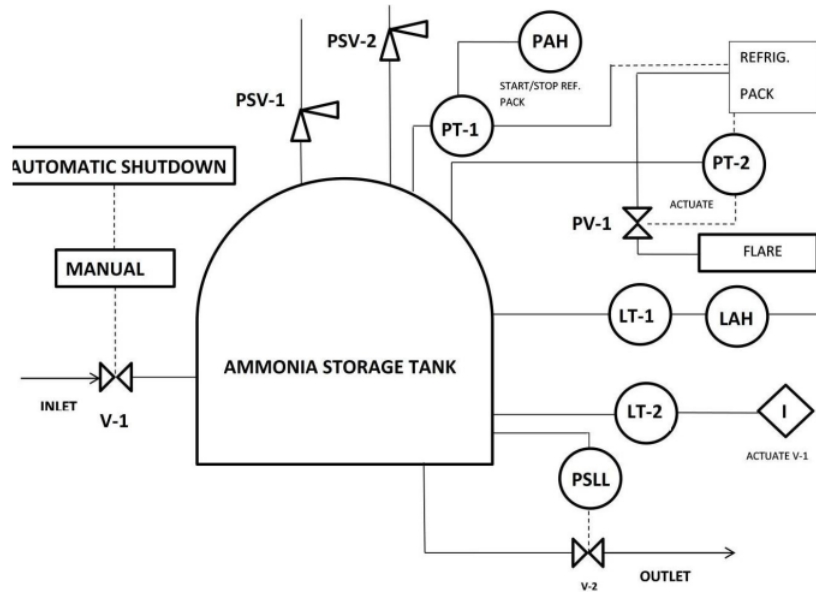 PSV-2
PAH
REFRIG.
PACK
START/STOP REF.
PACK
PSV-1
PT-1
AUTOMATIC SHUTDOWN
PT-2
ACTUATE
PV-1
MANUAL
FLARE
LT-1
LAH
AMMONIA STORAGE TANK
INLET
V-1
LT-2
I
ACTUATE V-1
PSLL
V-2
OUTLET